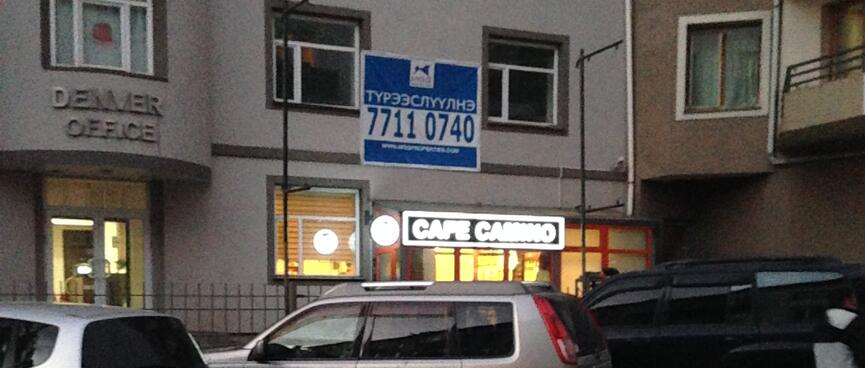 DENVER
OFFICE
ТҮРЭЭСЛҮҮЛНЭ
7711 0740
CAFE CAMINO